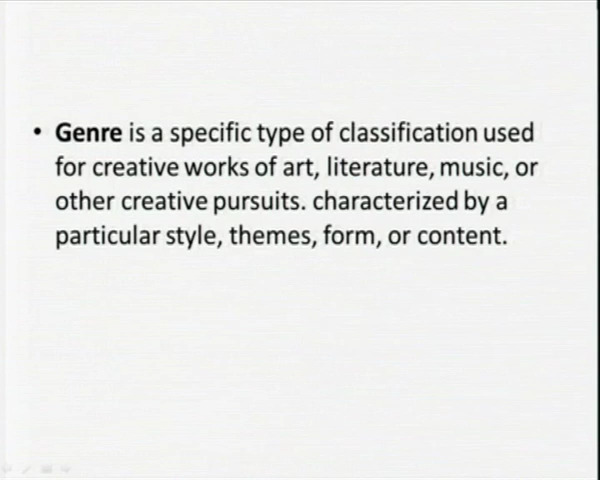 • Genre is a specific type of classification used
for creative works of art, literature, music, or
other creative pursuits. characterized by a
particular style, themes, form, or content.